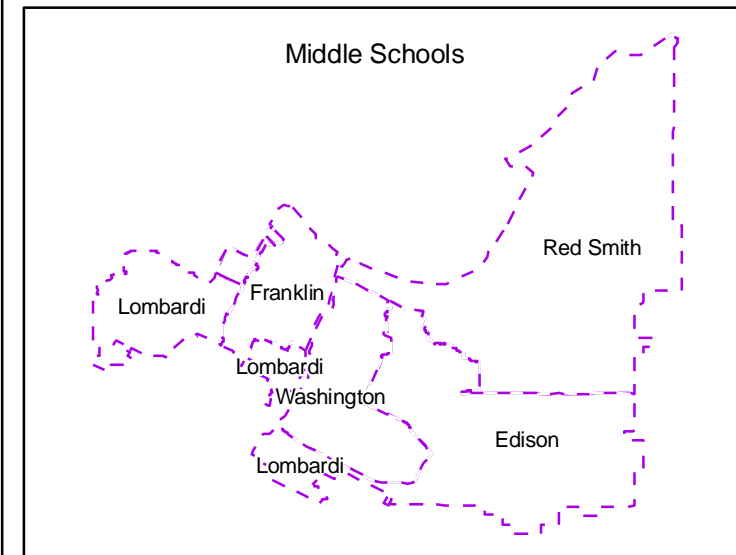 Middle Schools
Red Smith
Franklin
Lombardi
Lombardi
Washington
Edison
Lombardi